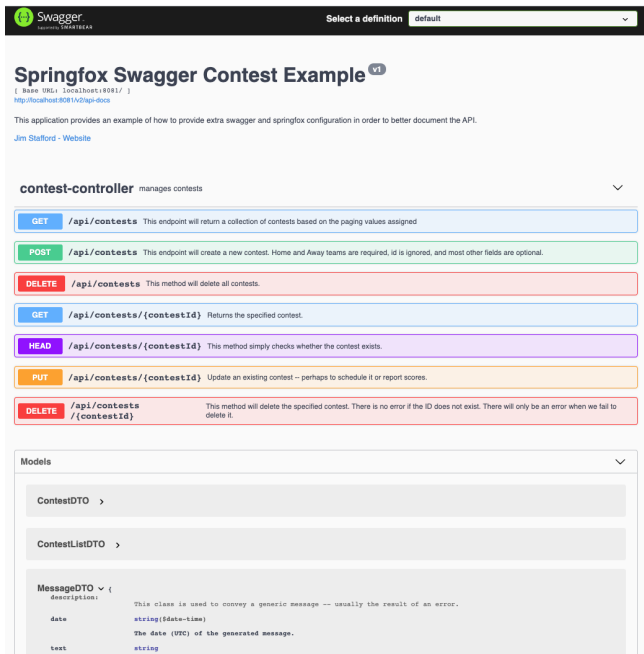 Swagger
Supported by SMARTBEAR
Select a definition
default
Springfox Swagger Contest Example v1
[ Base URL: localhost:8081/ ]
http://localhost:8081/v2/api-docs
This application provides an example of how to provide extra swagger and springfox configuration in order to better document the API.
Jim Stafford - Website
contest-controller manages contests
GET /api/contests This endpoint will return a collection of contests based on the paging values assigned
POST /api/contests This endpoint will create a new contest. Home and Away teams are required, id is ignored, and most other fields are optional.
DELETE /api/contests This method will delete all contests.
GET /api/contests/{contestId} Returns the specified contest.
HEAD /api/contests/{contestId} This method simply checks whether the contest exists.
PUT /api/contests/{contestId} Update an existing contest -- perhaps to schedule it or report scores.
DELETE /api/contests
/{contestId}
This method will delete the specified contest. There is no error if the ID does not exist. There will only be an error when we fail to
delete it.
Models
ContestDTO >
ContestListDTO >
MessageDTO {
description:
This class is used to convey a generic message -- usually the result of an error.
date string($date-time)
The date (UTC) of the generated message.
text string